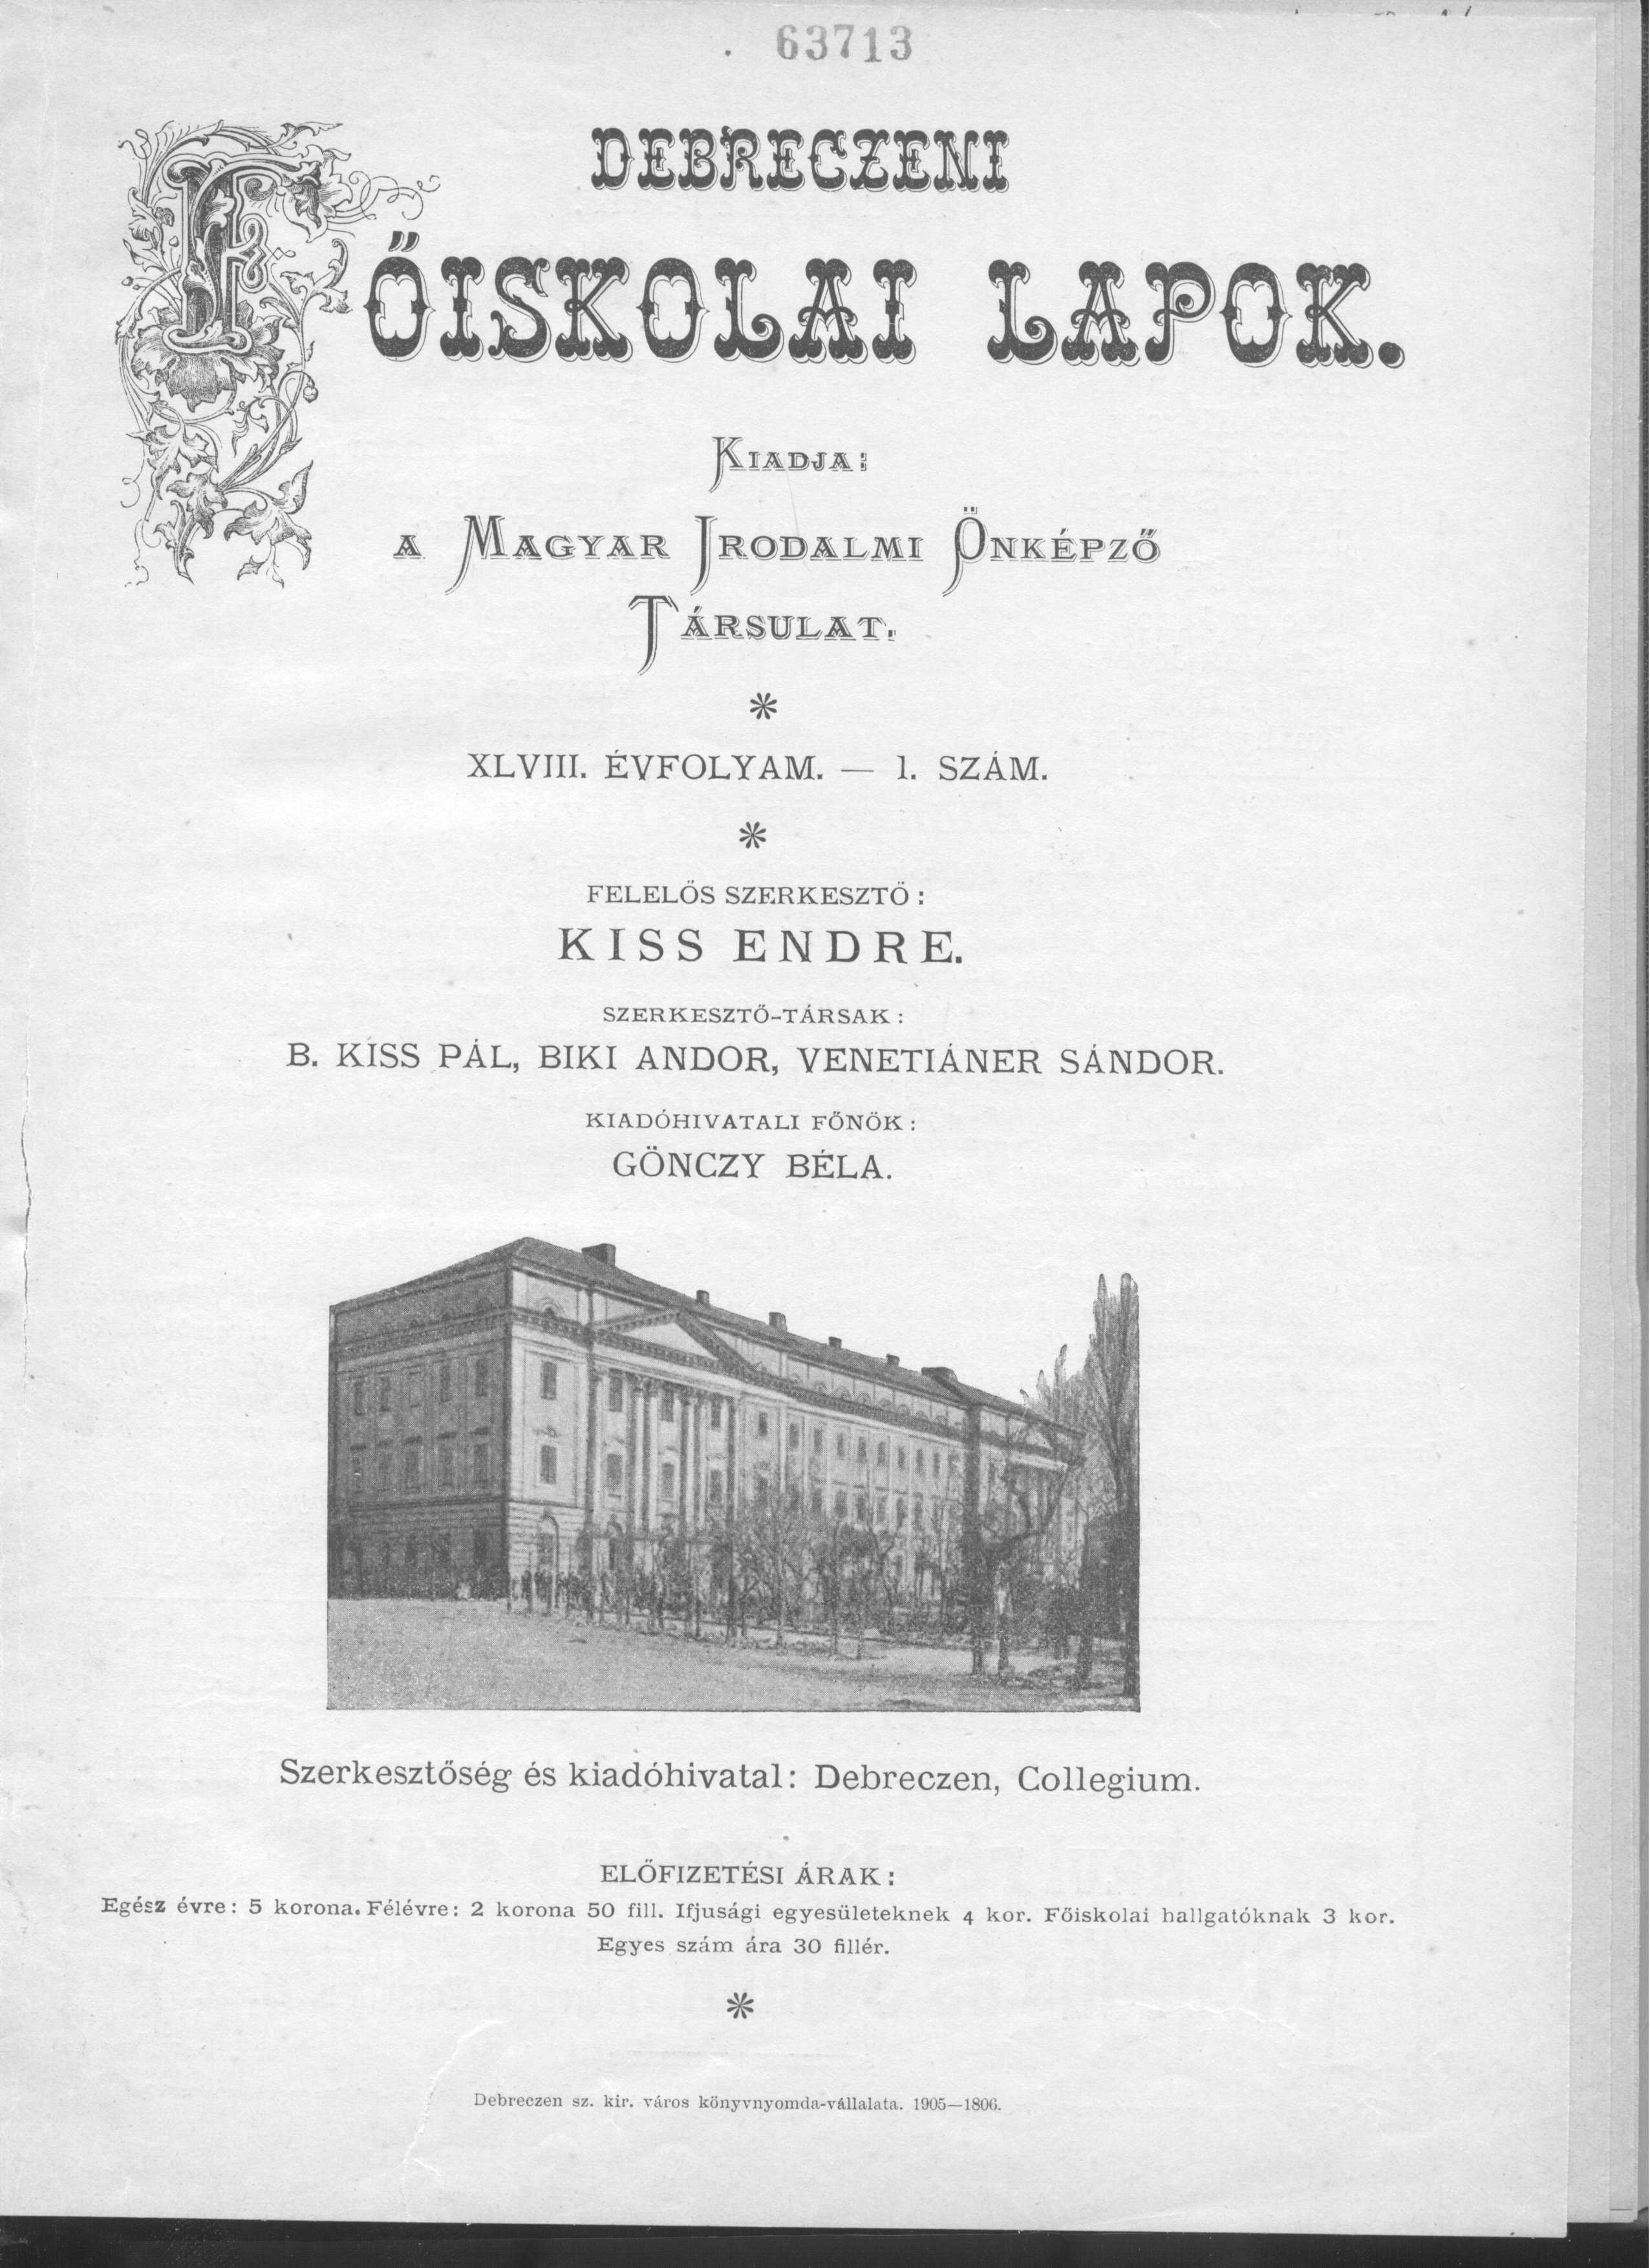 63713
DEBRECZENI
FŐISKOLAI LAPOK.
KIADJA:
A MAGYAR IRODALMI ÖNKÉPZŐ
TÁRSULAT.
XLVIII. ÉVFOLYAM. — 1. SZÁM.
FELELŐS SZERKESZTŐ:
KISS ENDRE.
SZERKESZTŐ-TÁRSAK:
B. KISS PÁL, BIKI ANDOR, VENETIÁNER SÁNDOR.
KIADÓHIVATALI FŐNÖK:
GÖNCZY BÉLA.
Szerkesztőség és kiadóhivatal: Debreczen, Collegium.
ELŐFIZETÉSI ÁRAK:
Egész évre: 5 korona. Félévre: 2 korona 50 fill. Ifjusági egyesületeknek 4 kor. Főiskolai hallgatóknak 3 kor.
Egyes szám ára 30 fillér.
Debreczen sz. kir. város könyvnyomda-vállalata. 1905—1806.